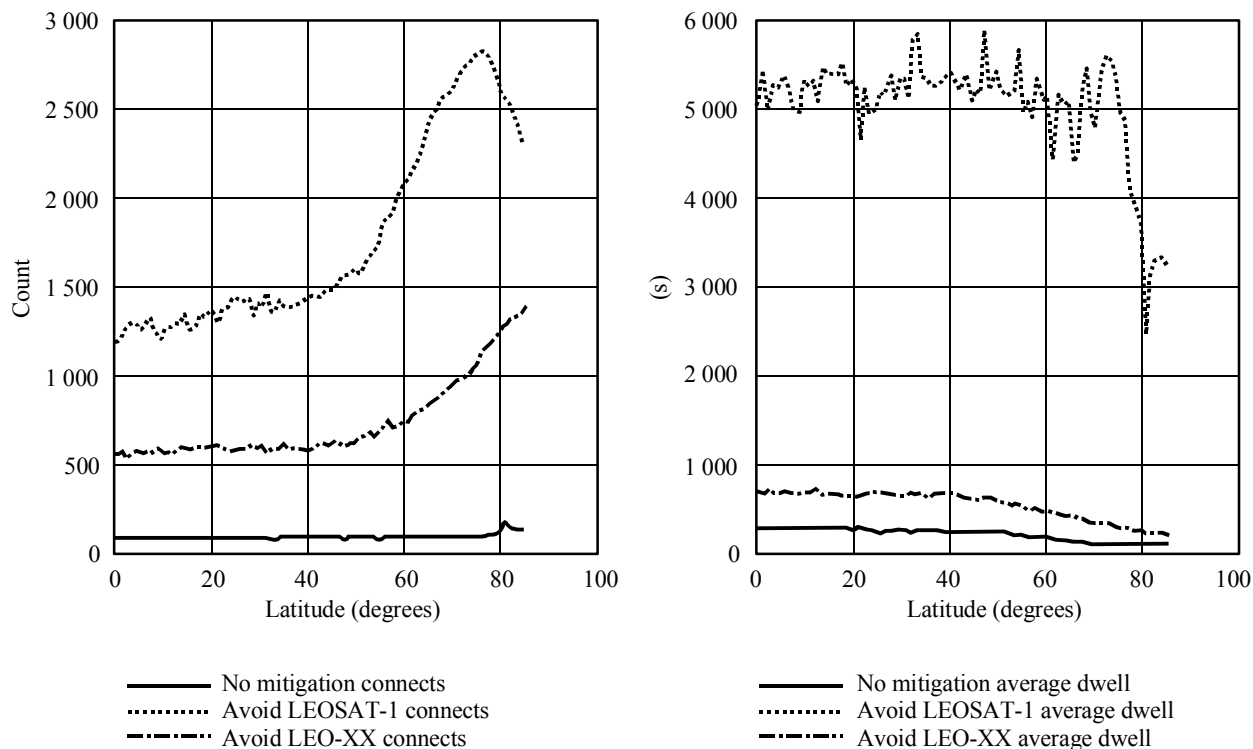 3 000
2 500
2 000
1 500
1 000
500
0
Count
0 20 40 60 80 100
Latitude (degrees)
No mitigation connects
Avoid LEOSAT-1 connects
Avoid LEO-XX connects
6 000
5 000
4 000
3 000
2 000
1 000
0
(s)
0 20 40 60 80 100
Latitude (degrees)
No mitigation average dwell
Avoid LEOSAT-1 average dwell
Avoid LEO-XX average dwell